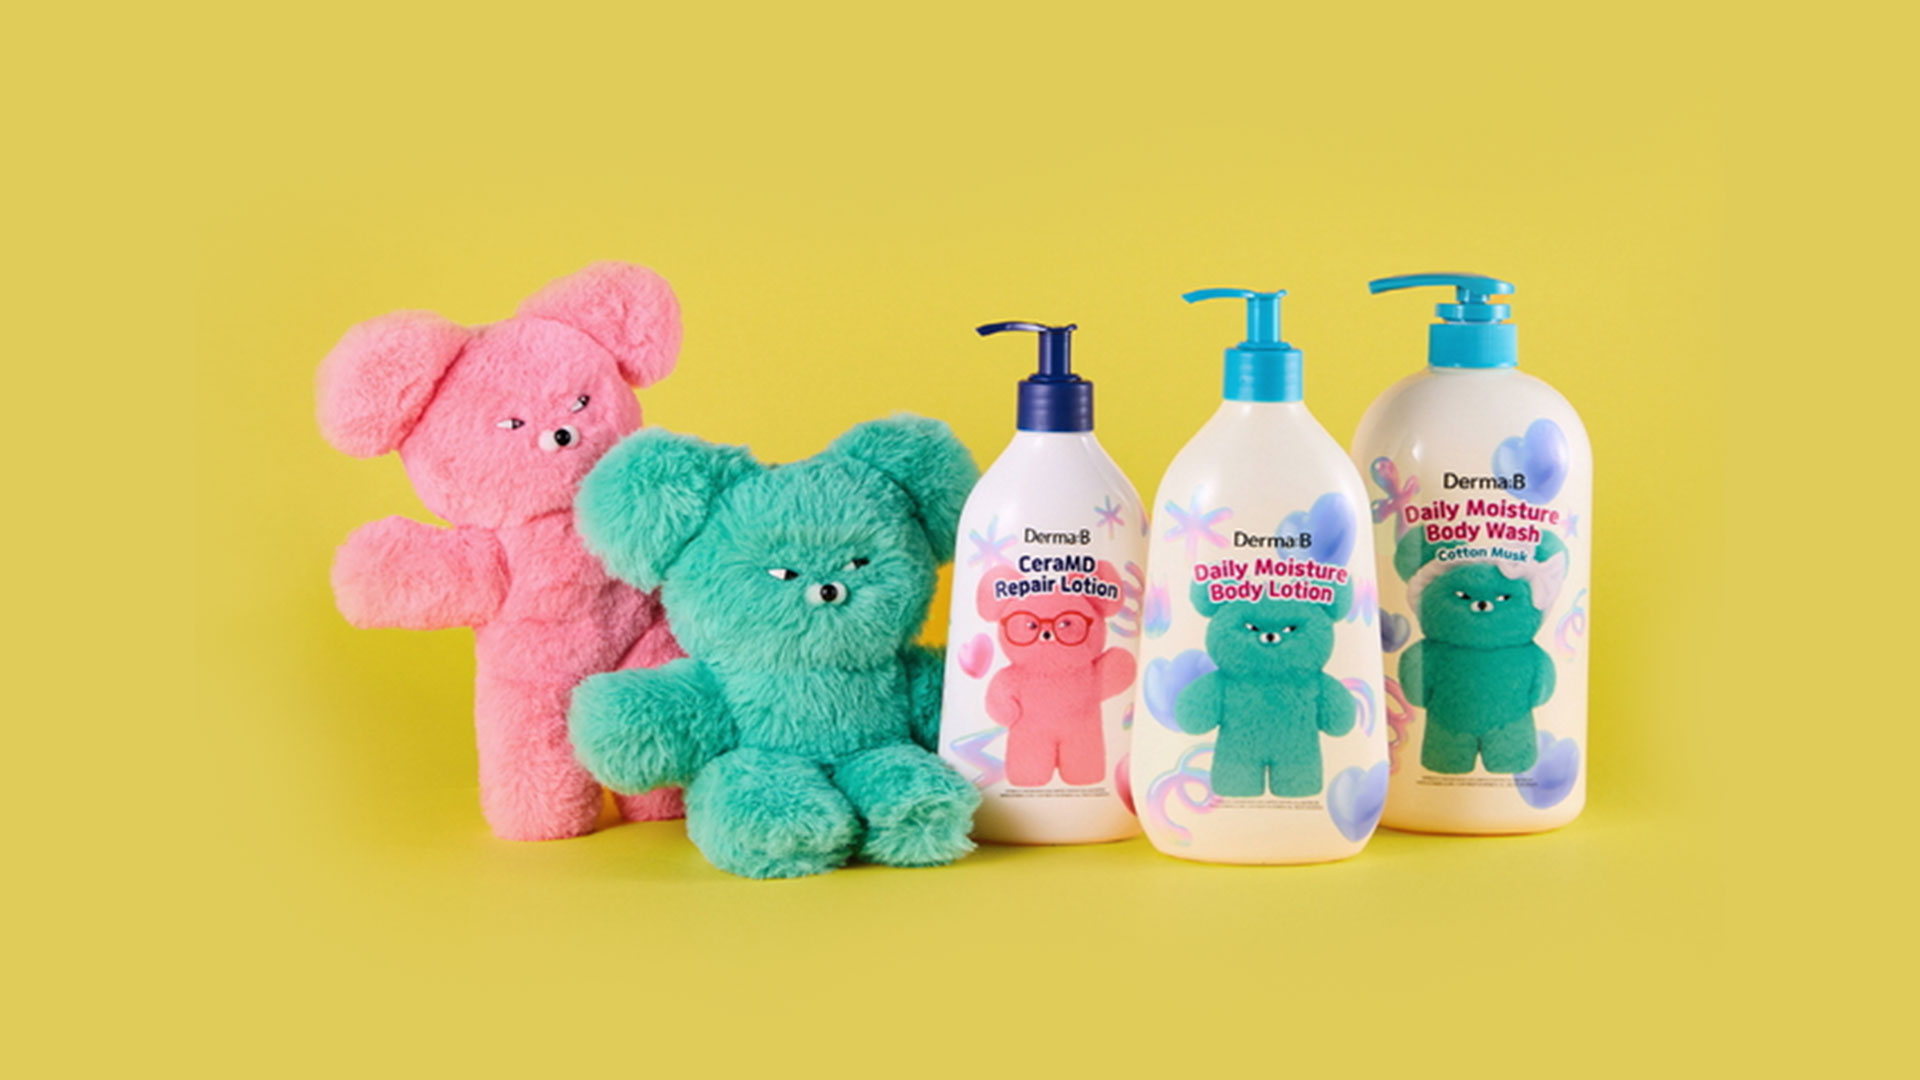 Derma:B
CeraMD
Repair Lotion
Derma:B
Daily Moisture
Body Lotion
Derma:B
Daily Moisture
Body Wash
Cotton Musk